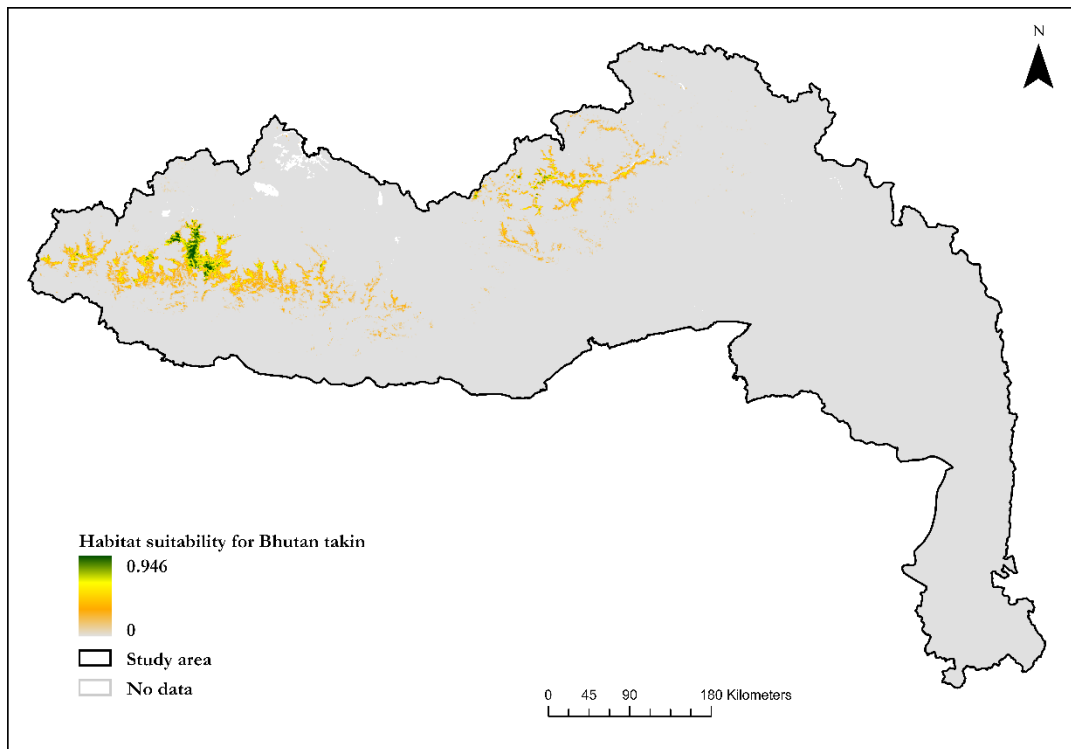 N
Habitat suitability for Bhutan takin
0.946
0
Study area
No data
0 45 90 180 Kilometers